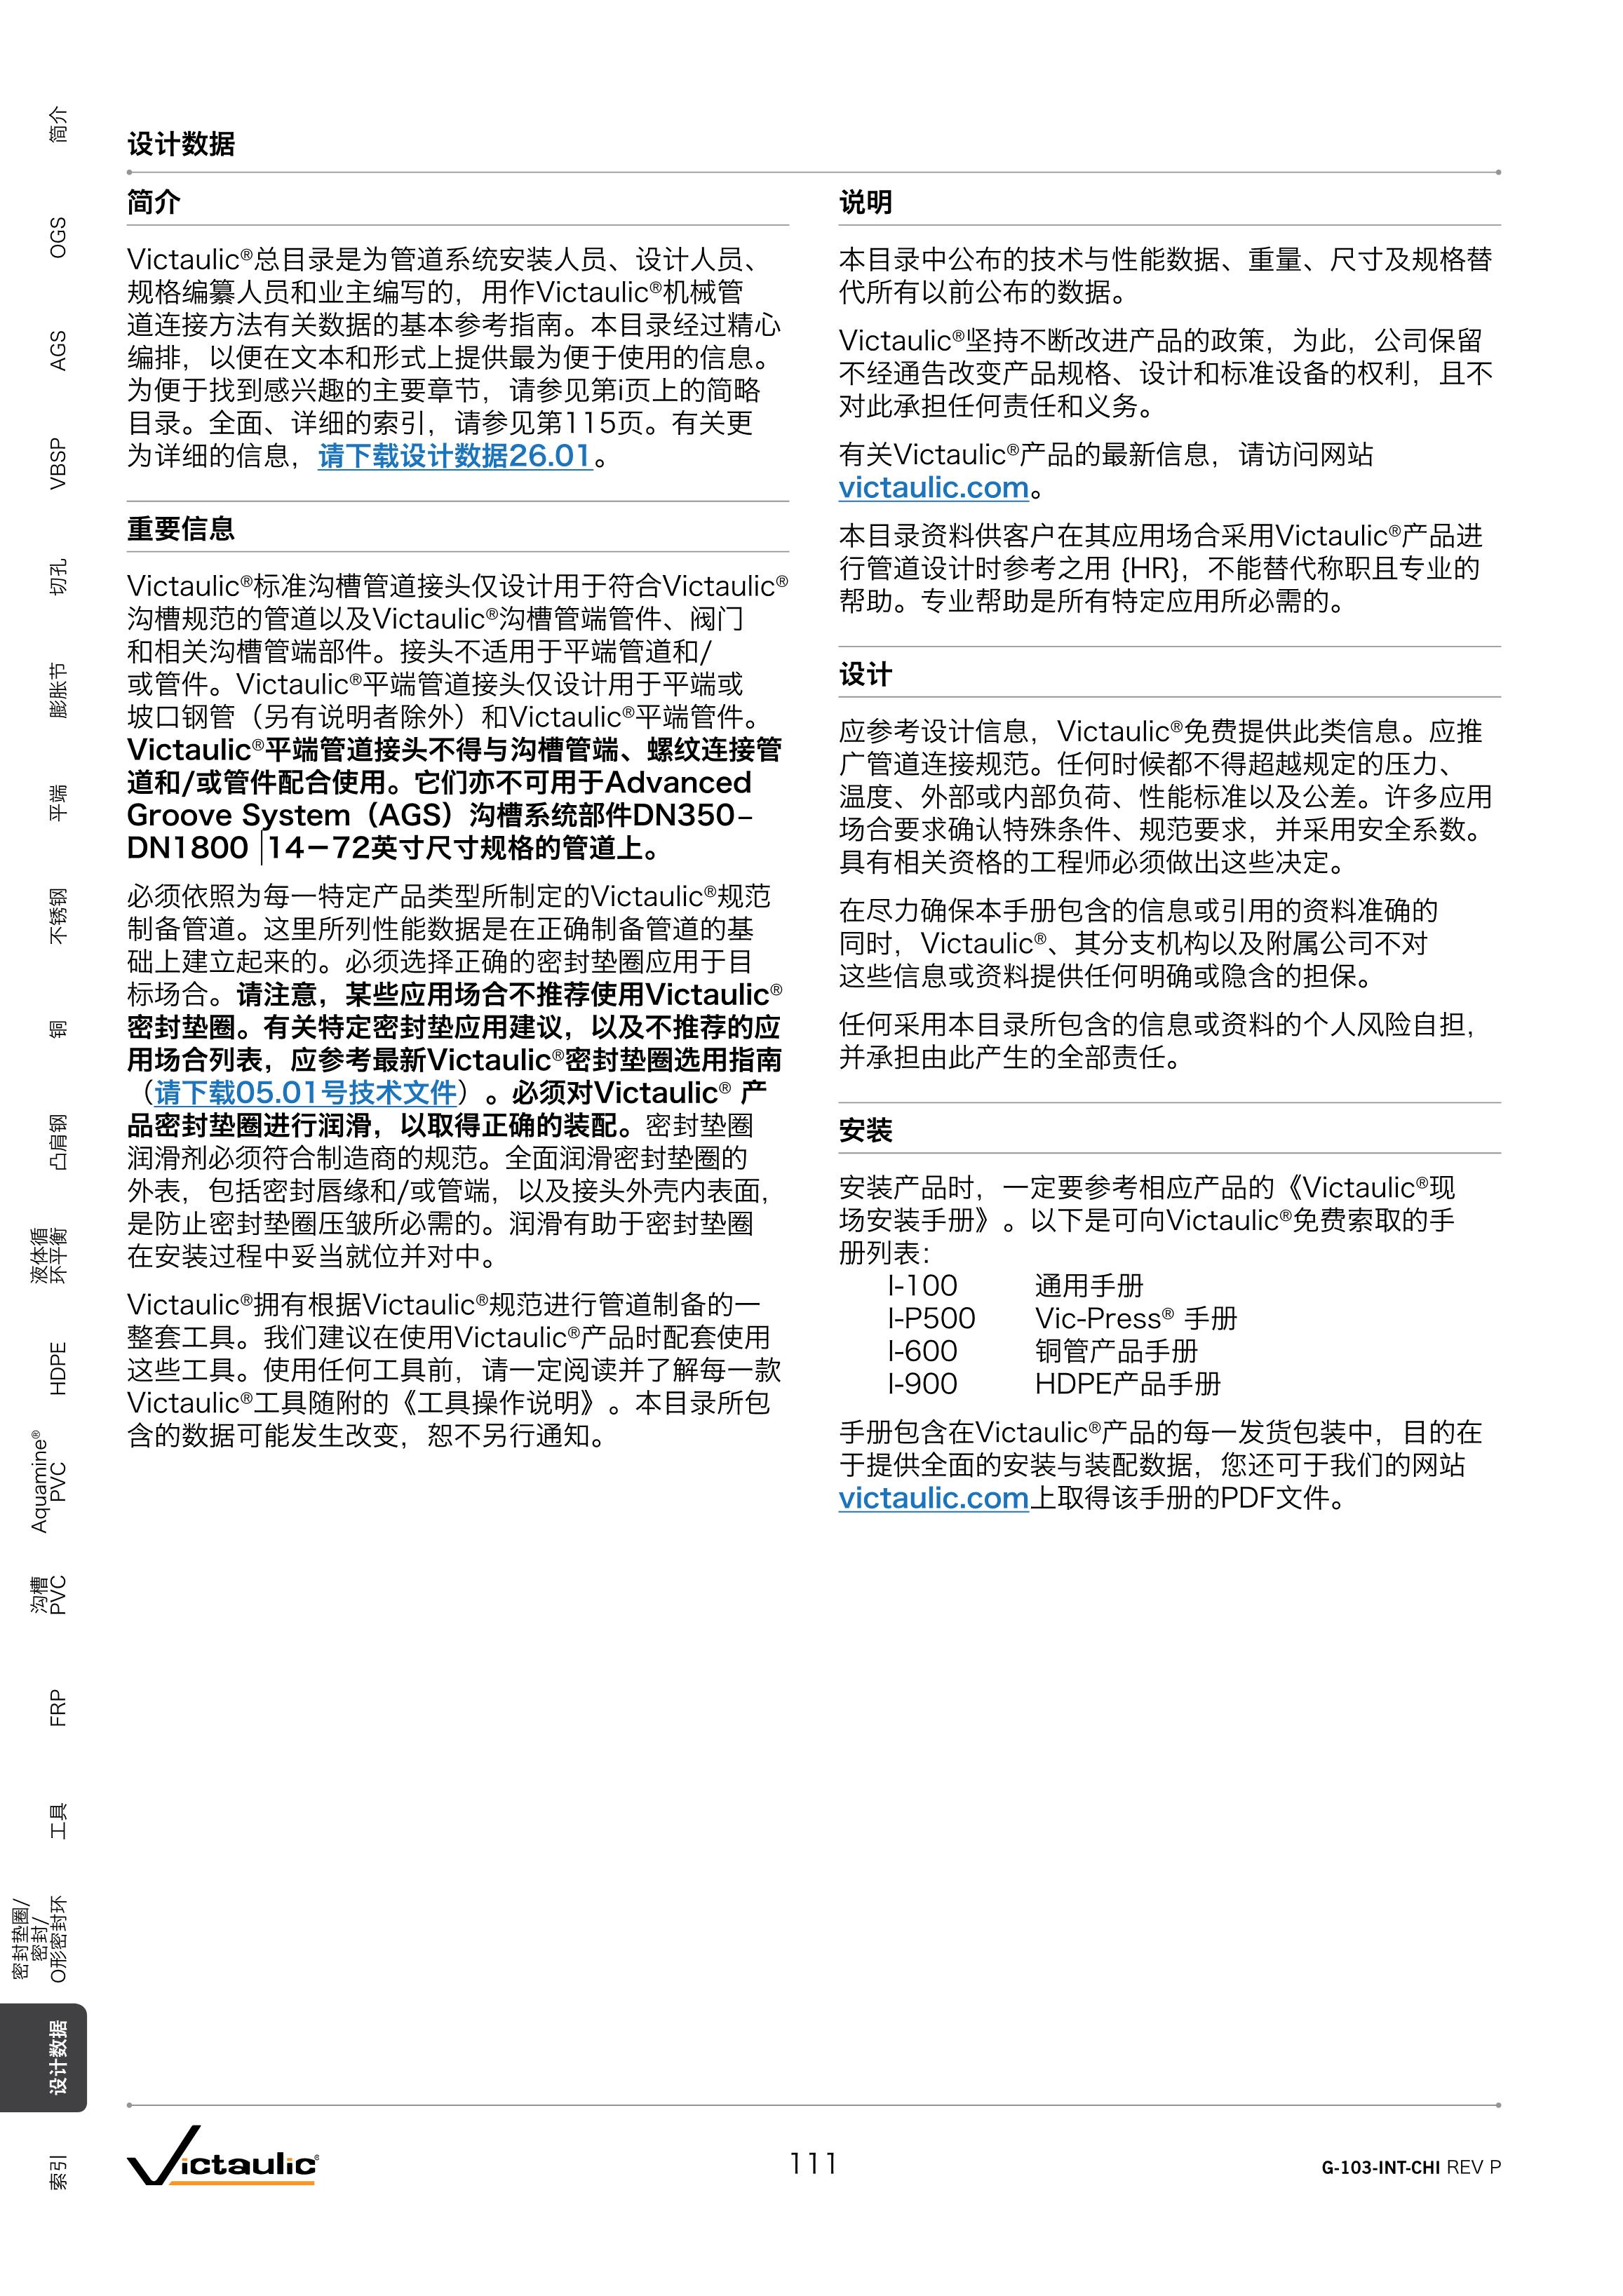 简介
OGS
AGS
VBSP
切孔
膨胀节
平端
不锈钢
铜
凸肩钢
液体循
环平衡
HDPE
Aquamine®
PVC
沟槽
PVC
FRP
工具
密封垫圈/
密封/
O形密封环
设计数据
索引
设计数据
简介
Victaulic®总目录是为管道系统安装人员、设计人员、
规格编纂人员和业主编写的，用作Victaulic®机械管
道连接方法有关数据的基本参考指南。本目录经过精心
编排，以便在文本和形式上提供最为便于使用的信息。
为便于找到感兴趣的主要章节，请参见第i页上的简略
目录。全面、详细的索引，请参见第115页。有关更
为详细的信息，请下载设计数据26.01。
重要信息
Victaulic®标准沟槽管道接头仅设计用于符合Victaulic®
沟槽规范的管道以及Victaulic®沟槽管端管件、阀门
和相关沟槽管端部件。接头不适用于平端管道和/
或管件。Victaulic®平端管道接头仅设计用于平端或
坡口钢管（另有说明者除外）和Victaulic®平端管件。
Victaulic®平端管道接头不得与沟槽管端、螺纹连接管
道和/或管件配合使用。它们亦不可用于Advanced
Groove System（AGS）沟槽系统部件DN350–
DN1800 |14－72英寸尺寸规格的管道上。
必须依照为每一特定产品类型所制定的Victaulic®规范
制备管道。这里所列性能数据是在正确制备管道的基
础上建立起来的。必须选择正确的密封垫圈应用于目
标场合。请注意，某些应用场合不推荐使用Victaulic®
密封垫圈。有关特定密封垫应用建议，以及不推荐的应
用场合列表，应参考最新Victaulic®密封垫圈选用指南
（请下载05.01号技术文件）。必须对Victaulic® 产
品密封垫圈进行润滑，以取得正确的装配。密封垫圈
润滑剂必须符合制造商的规范。全面润滑密封垫圈的
外表，包括密封唇缘和/或管端，以及接头外壳内表面，
是防止密封垫圈压皱所必需的。润滑有助于密封垫圈
在安装过程中妥当就位并对中。
Victaulic®拥有根据Victaulic®规范进行管道制备的一
整套工具。我们建议在使用Victaulic®产品时配套使用
这些工具。使用任何工具前，请一定阅读并了解每一款
Victaulic®工具随附的《工具操作说明》。本目录所包
含的数据可能发生改变，恕不另行通知。
说明
本目录中公布的技术与性能数据、重量、尺寸及规格替
代所有以前公布的数据。
Victaulic®坚持不断改进产品的政策，为此，公司保留
不经通告改变产品规格、设计和标准设备的权利，且不
对此承担任何责任和义务。
有关Victaulic®产品的最新信息，请访问网站
victaulic.com。
本目录资料供客户在其应用场合采用Victaulic®产品进
行管道设计时参考之用 {HR}，不能替代称职且专业的
帮助。专业帮助是所有特定应用所必需的。
设计
应参考设计信息，Victaulic®免费提供此类信息。应推
广管道连接规范。任何时候都不得超越规定的压力、
温度、外部或内部负荷、性能标准以及公差。许多应用
场合要求确认特殊条件、规范要求，并采用安全系数。
具有相关资格的工程师必须做出这些决定。
在尽力确保本手册包含的信息或引用的资料准确的
同时，Victaulic®、其分支机构以及附属公司不对
这些信息或资料提供任何明确或隐含的担保。
任何采用本目录所包含的信息或资料的个人风险自担，
并承担由此产生的全部责任。
安装
安装产品时，一定要参考相应产品的《Victaulic®现
场安装手册》。以下是可向Victaulic®免费索取的手
册列表：
I-100 通用手册
I-P500 Vic-Press® 手册
I-600 铜管产品手册
I-900 HDPE产品手册
手册包含在Victaulic®产品的每一发货包装中，目的在
于提供全面的安装与装配数据，您还可于我们的网站
victaulic.com上取得该手册的PDF文件。
Victaulic®
111
G-103-INT-CHI REV P